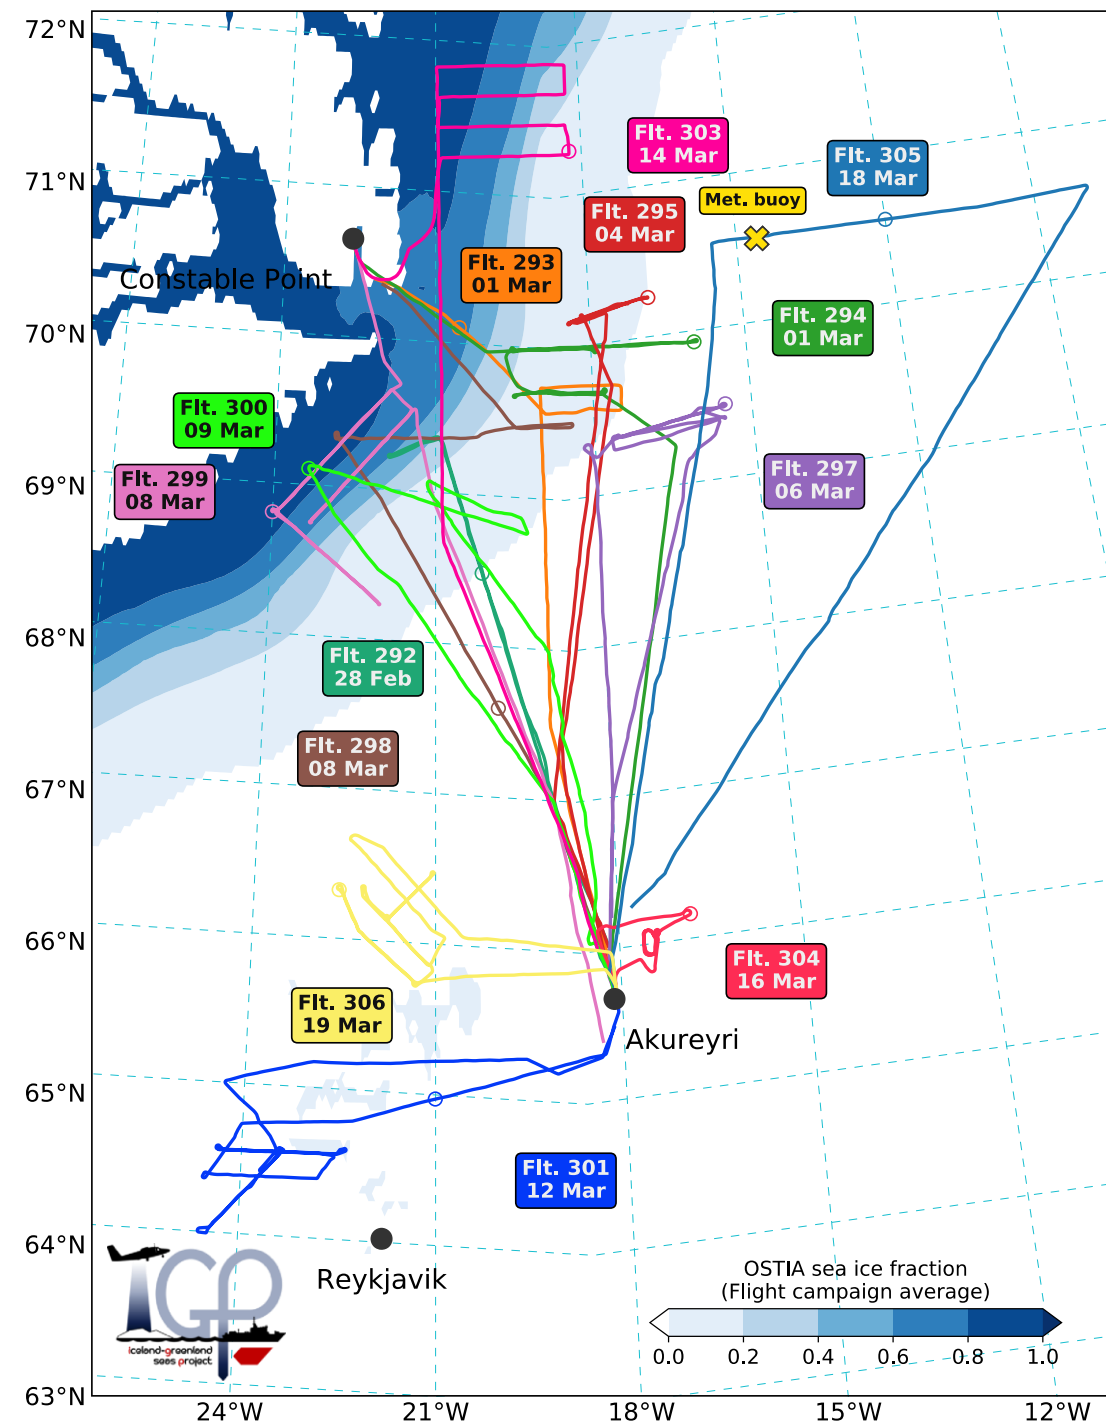 72°N
71°N
70°N
69°N
68°N
67°N
66°N
65°N
64°N
63°N
Flt. 303
14 Mar
Flt. 305
18 Mar
Met. buoy
Flt. 295
04 Mar
Flt. 293
01 Mar
Constable Point
Flt. 294
01 Mar
Flt. 300
09 Mar
Flt. 299
08 Mar
Flt. 297
06 Mar
Flt. 292
28 Feb
Flt. 298
08 Mar
Flt. 304
16 Mar
Flt. 306
19 Mar
Akureyri
Flt. 301
12 Mar
Reykjavik
IGP
iceland-greenland
seas project
OSTIA sea ice fraction
(Flight campaign average)
0.0 0.2 0.4 0.6 0.8 1.0
24°W 21°W 18°W 15°W 12°W